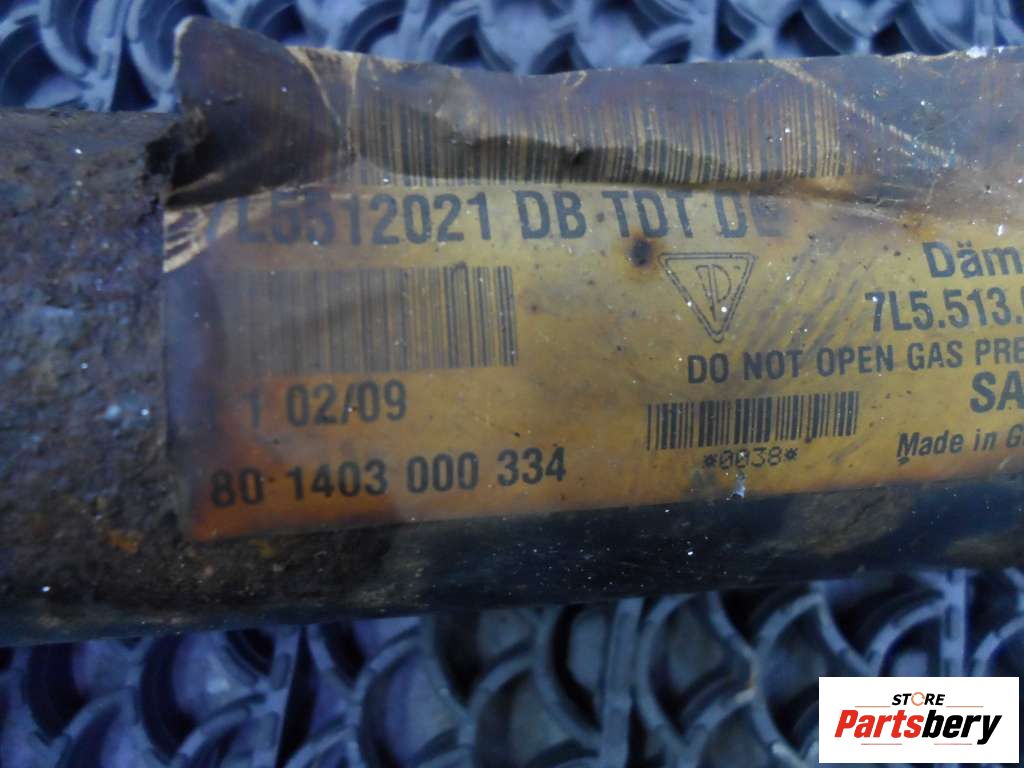 7L5512021 DB TDT
Däm
7L5.513.
DO NOT OPEN GAS PRE
1 02/09
SA
*0038*
Made in G
80 1403 000 334
STORE
Partsbery